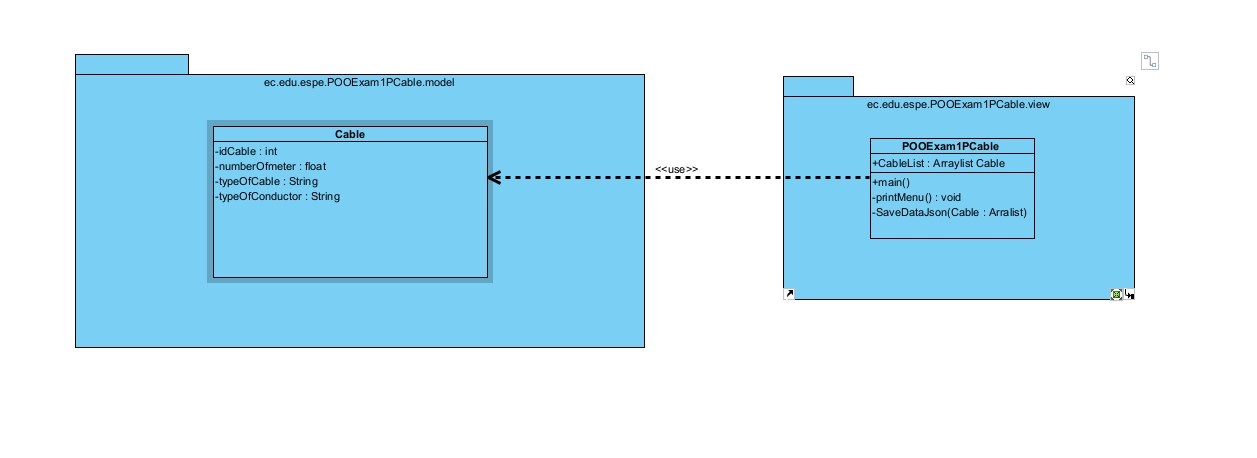 ec.edu.espe.POOExam1PCable.model
Cable
-idCable : int
-numberOfmeter : float
-typeOfCable : String
-typeOfConductor : String
<<use>>
ec.edu.espe.POOExam1PCable.view
POOExam1PCable
+CableList : Arraylist Cable
+main()
-printMenu() : void
-SaveDataJson(Cable : Arralist)